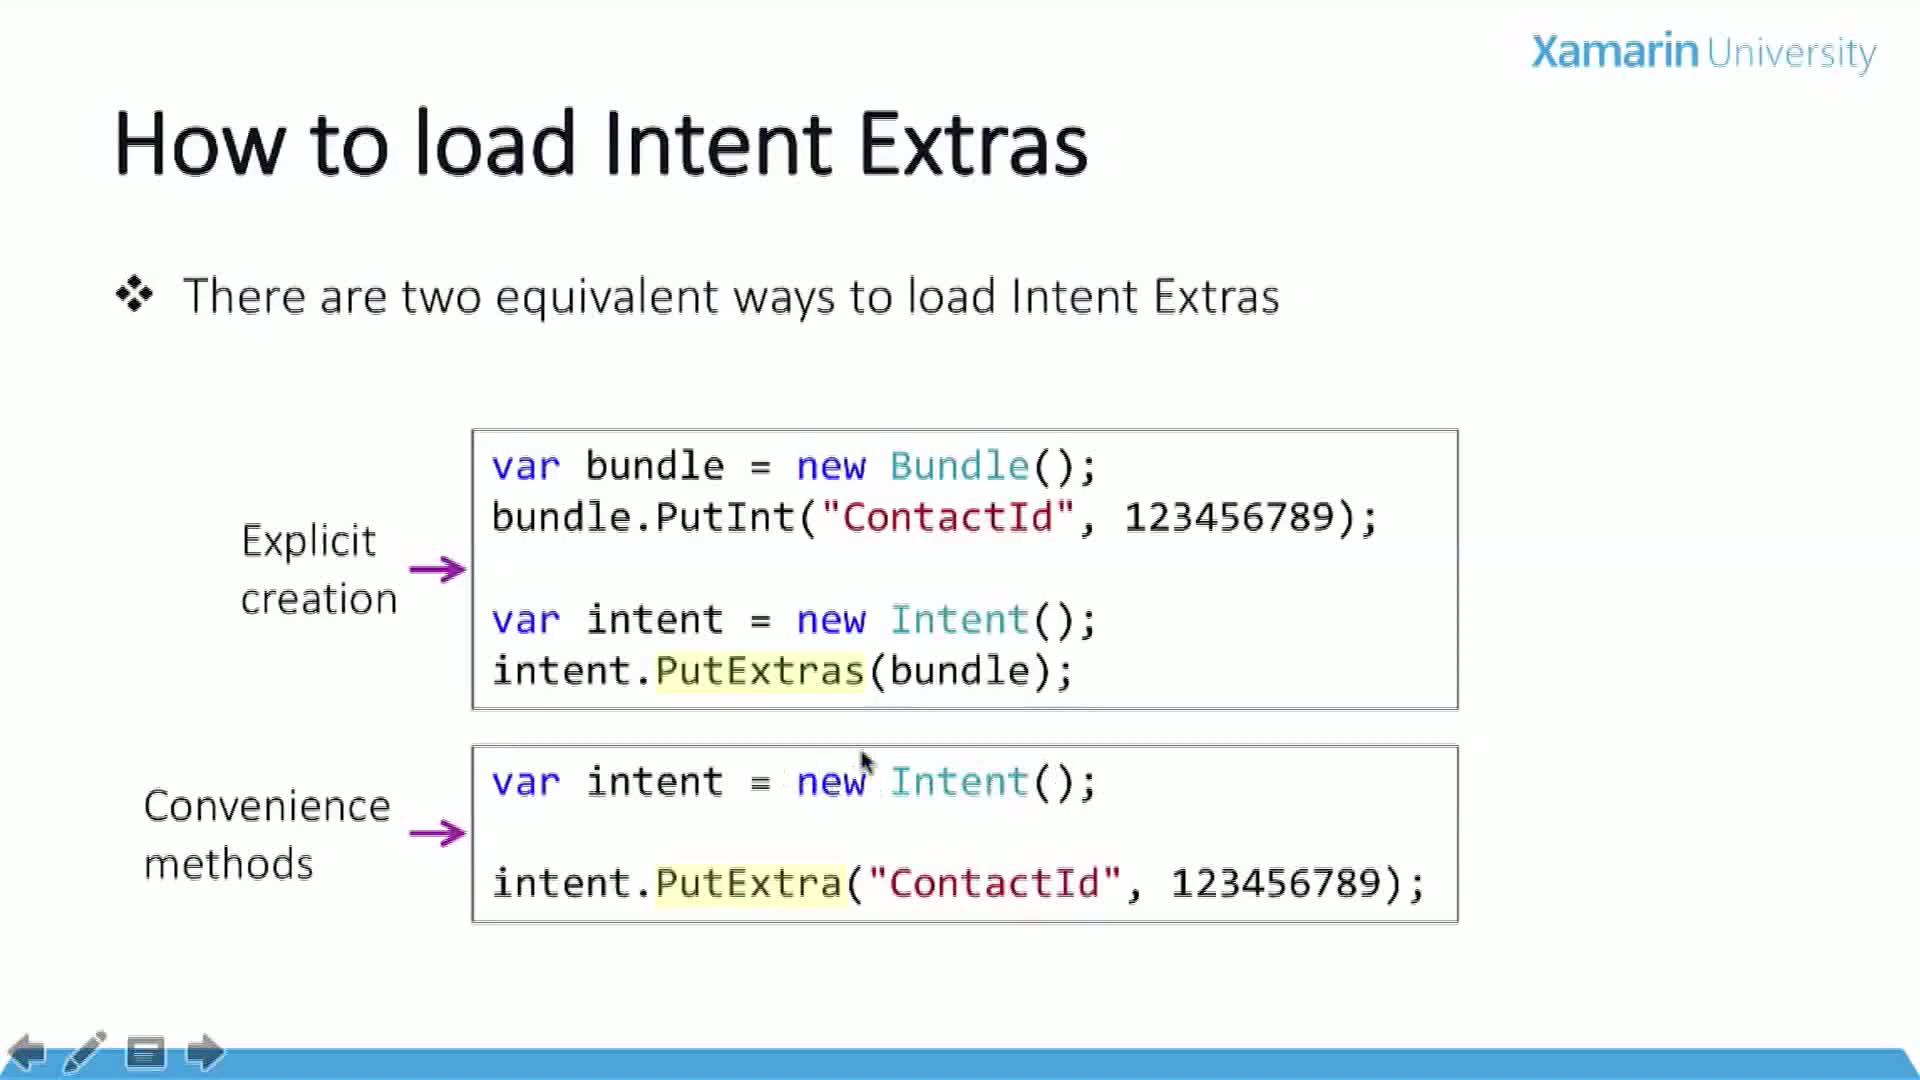 Xamarin University
How to load Intent Extras
❖ There are two equivalent ways to load Intent Extras
Explicit
creation
var bundle = new Bundle();
bundle.PutInt("ContactId", 123456789);
var intent = new Intent();
intent.PutExtras(bundle);
Convenience
methods
var intent = new Intent();
intent.PutExtra("ContactId", 123456789);